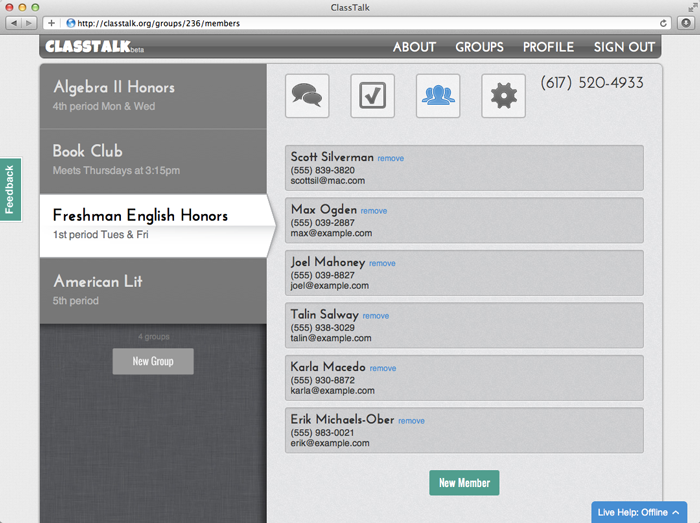 ClassTalk
http://classtalk.org/groups/236/members
CLASSTALK beta
ABOUT GROUPS PROFILE SIGN OUT
Algebra II Honors
4th period Mon & Wed
Book Club
Meets Thursdays at 3:15pm
Freshman English Honors
1st period Tues & Fri
American Lit
5th period
4 groups
New Group
Feedback
(617) 520-4933
Scott Silverman remove
(555) 839-3820
scottsil@mac.com
Max Ogden remove
(555) 039-2887
max@example.com
Joel Mahoney remove
(555) 039-8827
joel@example.com
Talin Salway remove
(555) 938-3029
talin@example.com
Karla Macedo remove
(555) 930-8872
karla@example.com
Erik Michaels-Ober remove
(555) 983-0021
erik@example.com
New Member
Live Help: Offline